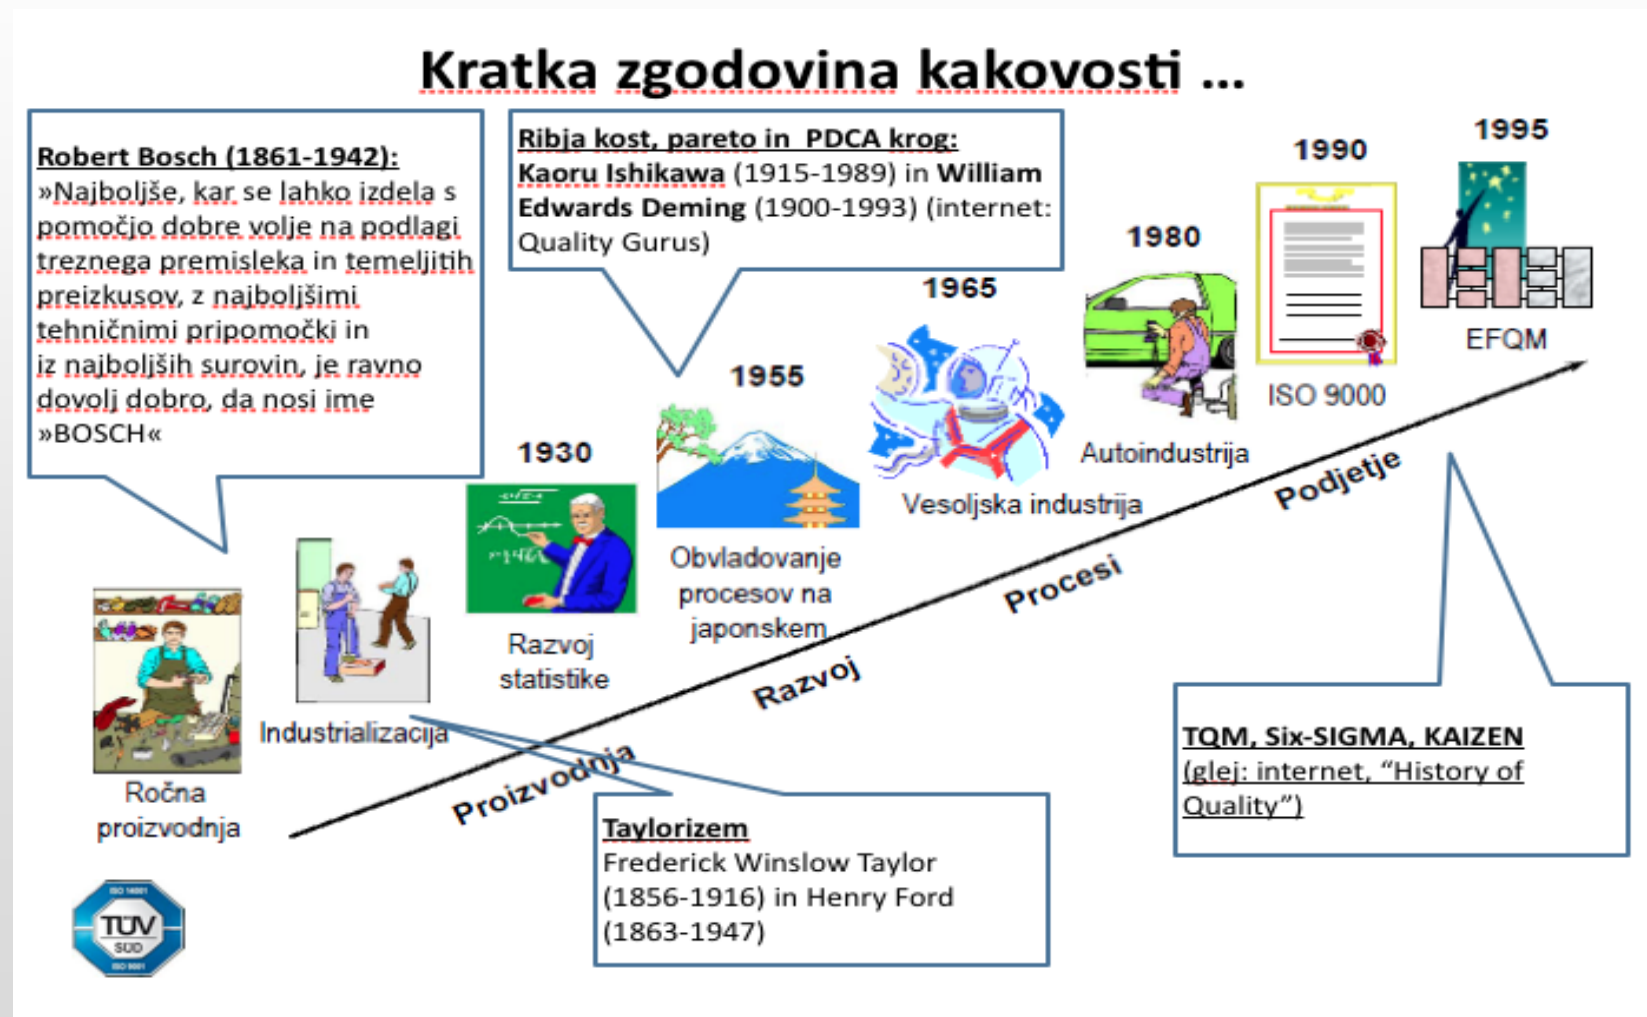 Kratka zgodovina kakovosti ...
Robert Bosch (1861-1942):
»Najboljše, kar se lahko izdela s
pomočjo dobre volje na podlagi
treznega premisleka in temeljitih
preizkusov, z najboljšimi
tehničnimi pripomočki in
iz najboljših surovin, je ravno
dovolj dobro, da nosi ime
»BOSCH«
Ribja kost, pareto in PDCA krog:
Kaoru Ishikawa (1915-1989) in William
Edwards Deming (1900-1993) (internet:
Quality Gurus)
1995
EFQM
1990
ISO 9000
1980
Autoindustrija
1965
Vesoljska industrija
1955
Obvladovanje
procesov na
japonskem
1930
Razvoj
statistike
Industrializacija
Ročna
proizvodnja
Proizvodnja
Razvoj
Procesi
Podjetje
Taylorizem
Frederick Winslow Taylor
(1856-1916) in Henry Ford
(1863-1947)
TQM, Six-SIGMA, KAIZEN
(glej: internet, “History of
Quality”)
ISO 14001
TÜV
SÜD
ISO 9001